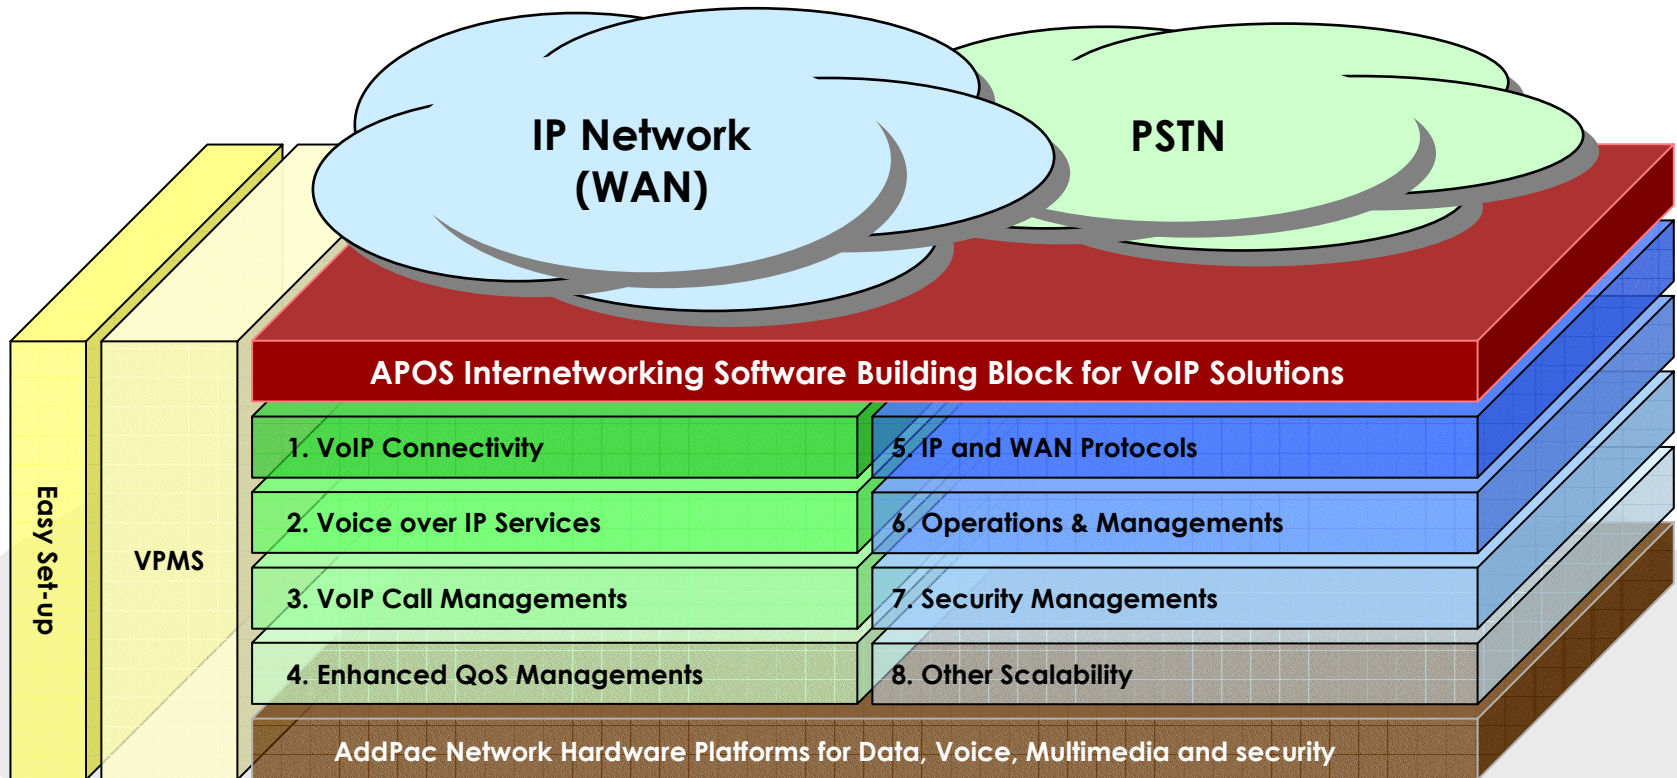 IP Network
(WAN)
PSTN
APOS Internetworking Software Building Block for VoIP Solutions
1. VoIP Connectivity
2. Voice over IP Services
3. VoIP Call Managements
4. Enhanced QoS Managements
5. IP and WAN Protocols
6. Operations & Managements
7. Security Managements
8. Other Scalability
Easy Set-up
VPMS
AddPac Network Hardware Platforms for Data, Voice, Multimedia and security